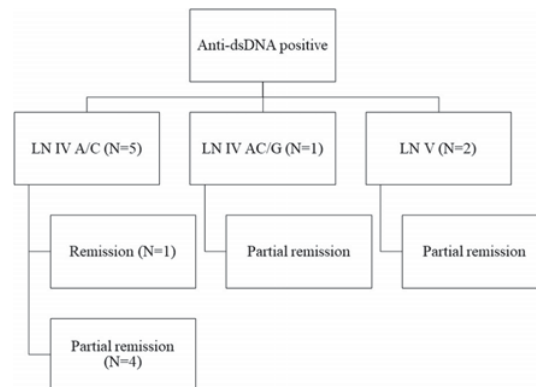 Anti-dsDNA positive
LN IV A/C (N=5)
LN IV AC/G (N=1)
LN V (N=2)
Remission (N=1)
Partial remission
Partial remission
Partial remission
(N=4)